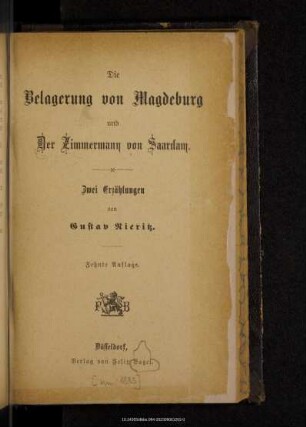 Die
Belagerung von Magdeburg
und
Der Zimmermann von Saardam.
Zwei Erzählungen
von
Gustav Nieritz.
Zehnte Auflage.
Düsseldorf,
Verlag von Felix Bagel.